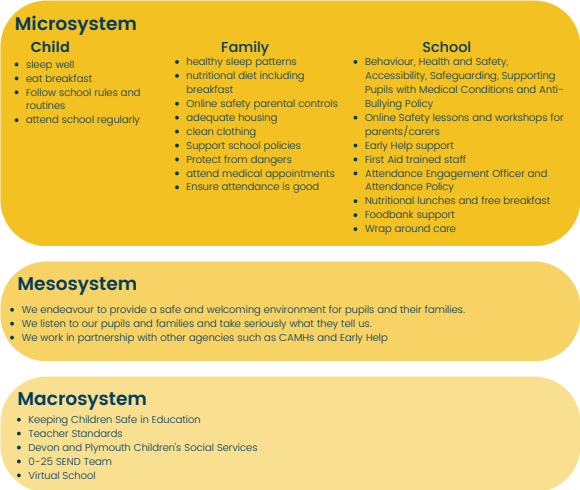 Microsystem
Child
sleep well
eat breakfast
Follow school rules and
routines
attend school regularly
Family
healthy sleep patterns
nutritional diet including
breakfast
Online safety parental controls
adequate housing
clean clothing
Support school policies
Protect from dangers
attend medical appointments
Ensure attendance is good
School
Behaviour, Health and Safety,
Accessibility, Safeguarding, Supporting
Pupils with Medical Conditions and Anti-
Bullying Policy
Online Safety lessons and workshops for
parents/carers
Early Help support
First Aid trained staff
Attendance Engagement Officer and
Attendance Policy
Nutritional lunches and free breakfast
Foodbank support
Wrap around care
Mesosystem
We endeavour to provide a safe and welcoming environment for pupils and their families.
We listen to our pupils and families and take seriously what they tell us.
We work in partnership with other agencies such as CAMHs and Early Help
Macrosystem
Keeping Children Safe in Education
Teacher Standards
Devon and Plymouth Children's Social Services
0-25 SEND Team
Virtual School